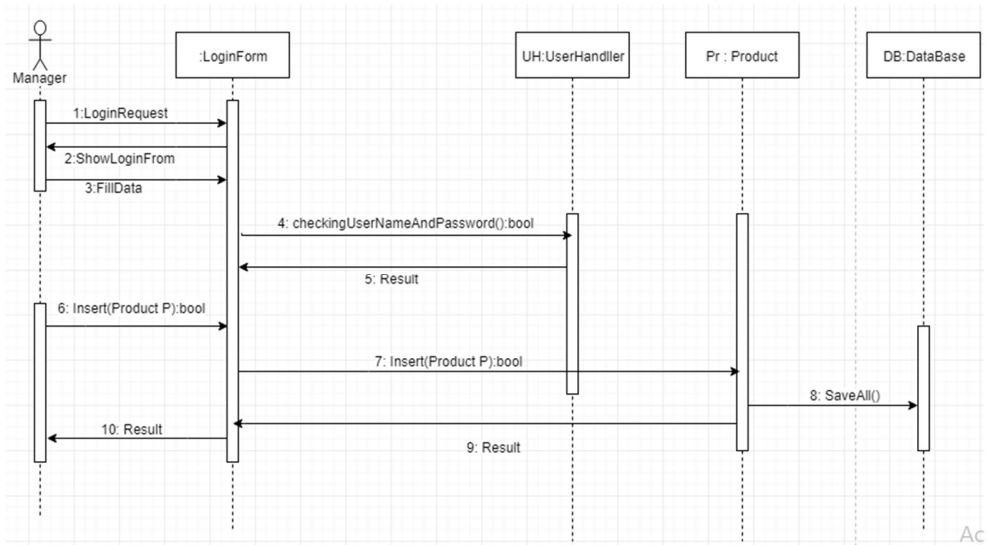 :LoginForm
UH:UserHandller
Pr : Product
DB:DataBase
Manager
1:LoginRequest
2:ShowLoginFrom
3:FillData
4: checkingUserNameAndPassword():bool
5: Result
6: Insert(Product P):bool
7: Insert(Product P):bool
8: SaveAll()
10: Result
9: Result
Ac